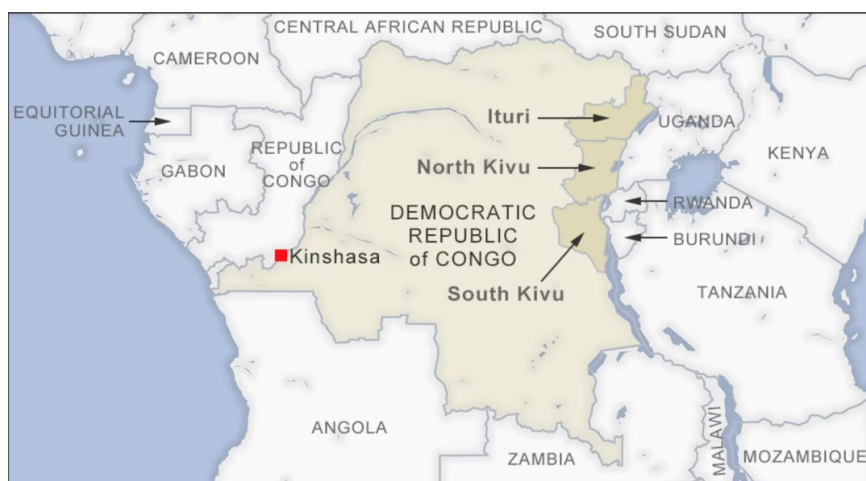 CENTRAL AFRICAN REPUBLIC
SOUTH SUDAN
CAMEROON
EQUITORIAL
GUINEA
Ituri
UGANDA
REPUBLIC
of
CONGO
GABON
North Kivu
KENYA
DEMOCRATIC
REPUBLIC
of CONGO
RWANDA
BURUNDI
Kinshasa
South Kivu
TANZANIA
ANGOLA
ZAMBIA
MALAWI
MOZAMBIQUE